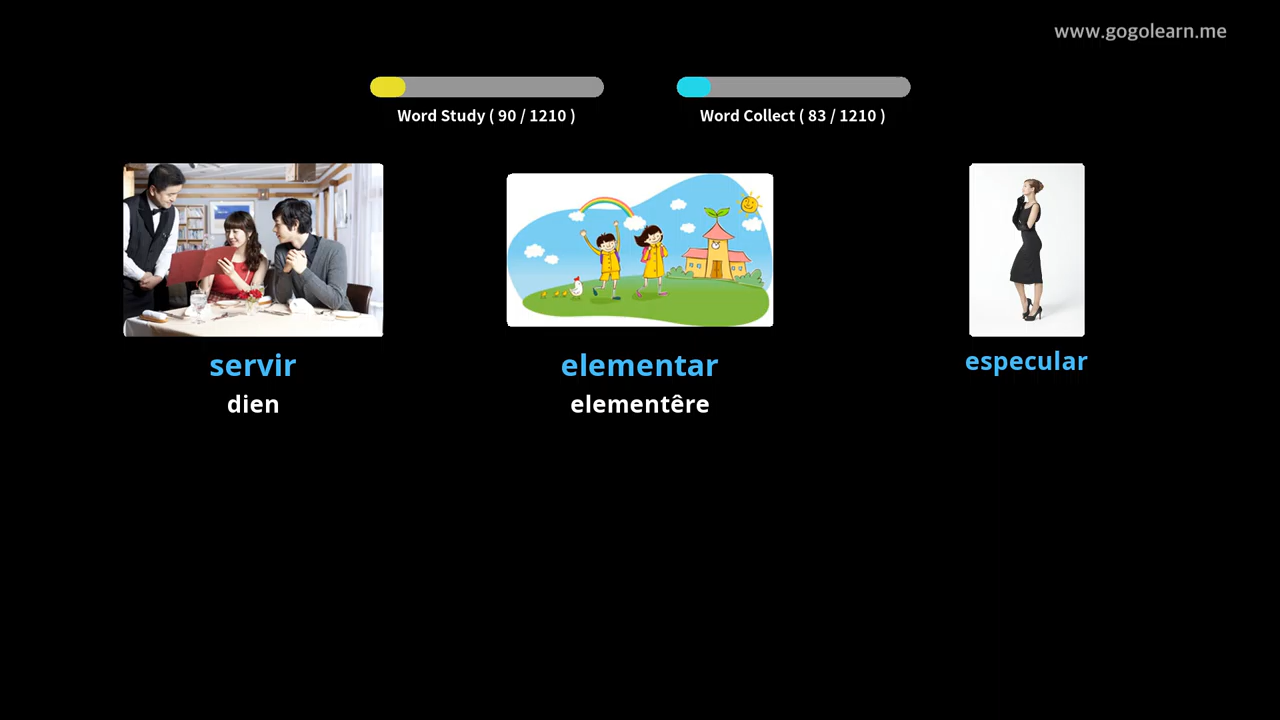 www.gogolearn.me
Word Study ( 90 / 1210 )
Word Collect ( 83 / 1210 )
servir
dien
elementar
elementêre
especular